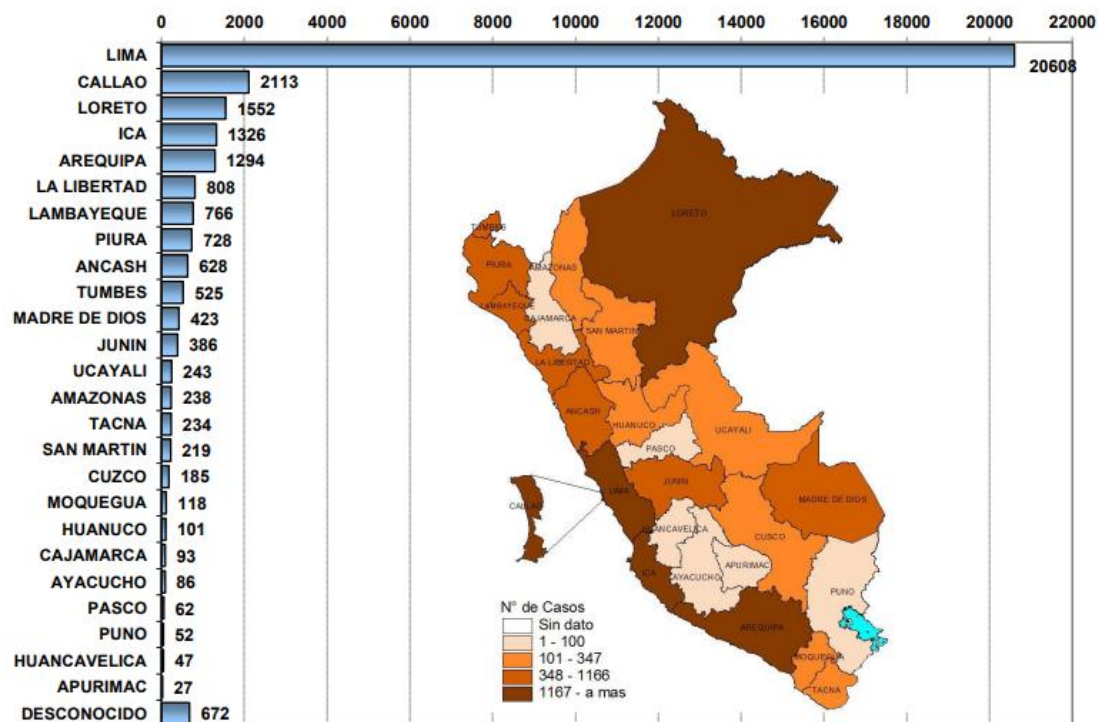 0 2000 4000 6000 8000 10000 12000 14000 16000 18000 20000 22000
LIMA 20608
CALLAO 2113
LORETO 1552
ICA 1326
AREQUIPA 1294
LA LIBERTAD 808
LAMBAYEQUE 766
PIURA 728
ANCASH 628
TUMBES 525
MADRE DE DIOS 423
JUNIN 386
UCAYALI 243
AMAZONAS 238
TACNA 234
SAN MARTIN 219
CUZCO 185
MOQUEGUA 118
HUANUCO 101
CAJAMARCA 93
AYACUCHO 86
PASCO 62
PUNO 52
HUANCAVELICA 47
APURIMAC 27
DESCONOCIDO 672
LORETO
TUMBES
PIURA
AMAZONAS
LAMBAYEQUE
CAJAMARCA
SAN MARTIN
LA LIBERTAD
ANCASH
HUANUCO
UCAYALI
PASCO
LIMA
JUNIN
MADRE DE DIOS
CALLAO
HUANCAVELICA
CUSCO
ICA
AYACUCHO
APURIMAC
PUNO
AREQUIPA
MOQUEGUA
TACNA
N° de Casos
Sin dato
1 - 100
101 - 347
348 - 1166
1167 - a mas